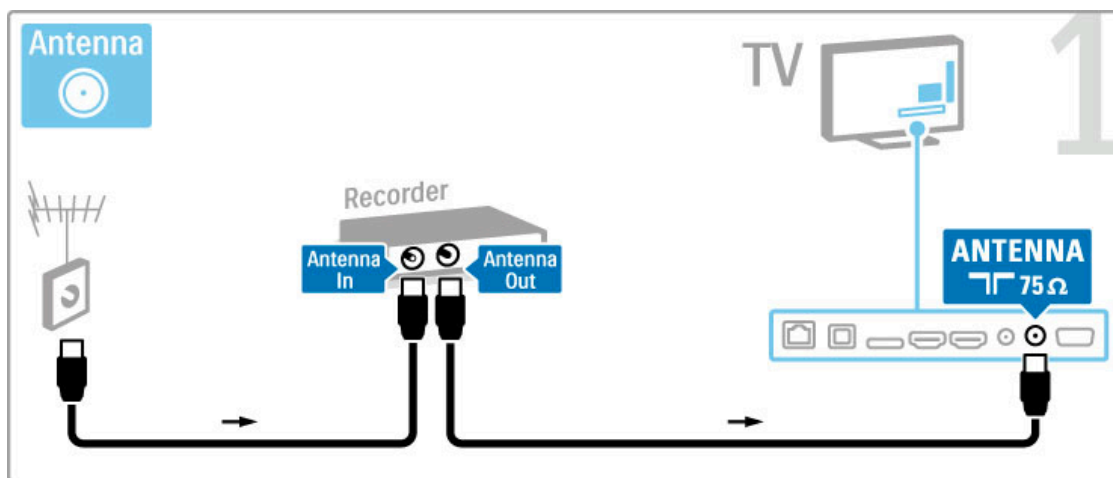 Antenna
TV
1
Recorder
Antenna
In
Antenna
Out
ANTENNA
75 Ω